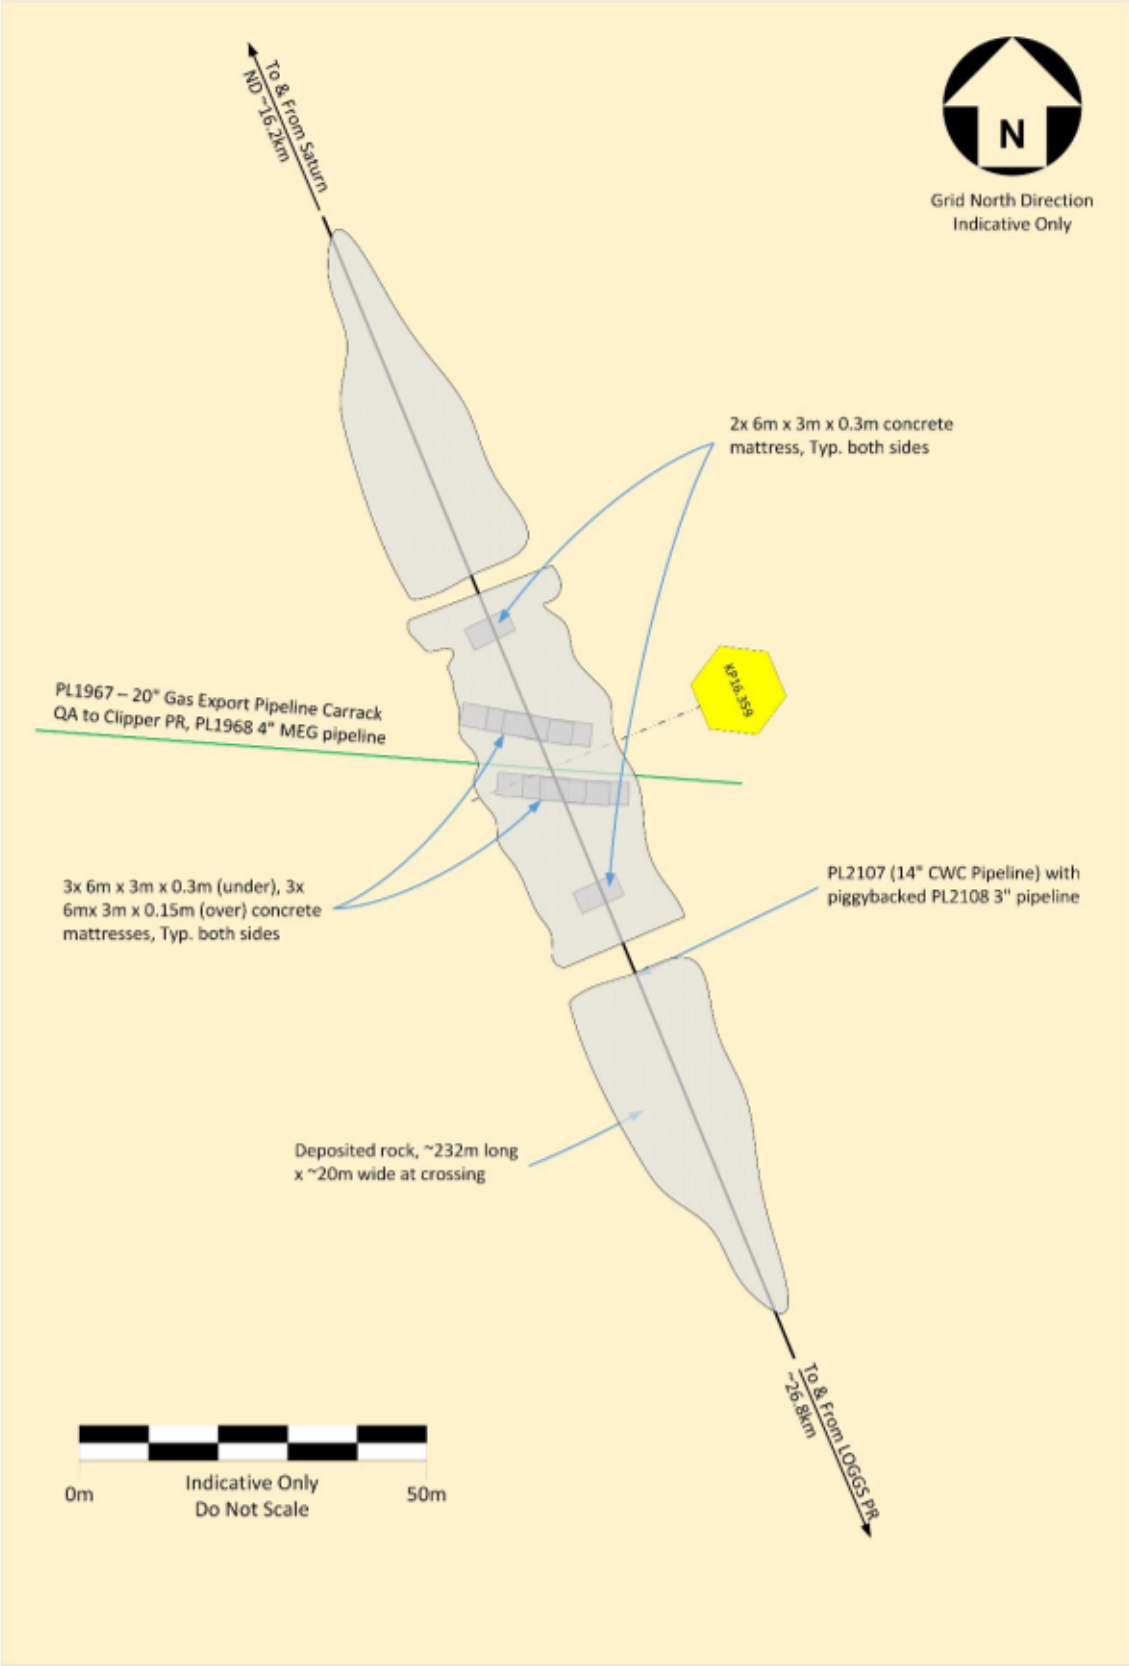 To & From Saturn
ND ~16.2km
N
Grid North Direction
Indicative Only
2x 6m x 3m x 0.3m concrete
mattress, Typ. both sides
KP16.359
PL1967 – 20" Gas Export Pipeline Carrack
QA to Clipper PR, PL1968 4" MEG pipeline
3x 6m x 3m x 0.3m (under), 3x
6mx 3m x 0.15m (over) concrete
mattresses, Typ. both sides
PL2107 (14" CWC Pipeline) with
piggybacked PL2108 3" pipeline
Deposited rock, ~232m long
x ~20m wide at crossing
To & From LOGGS PR
~26.8km
Indicative Only
0m 50m
Do Not Scale